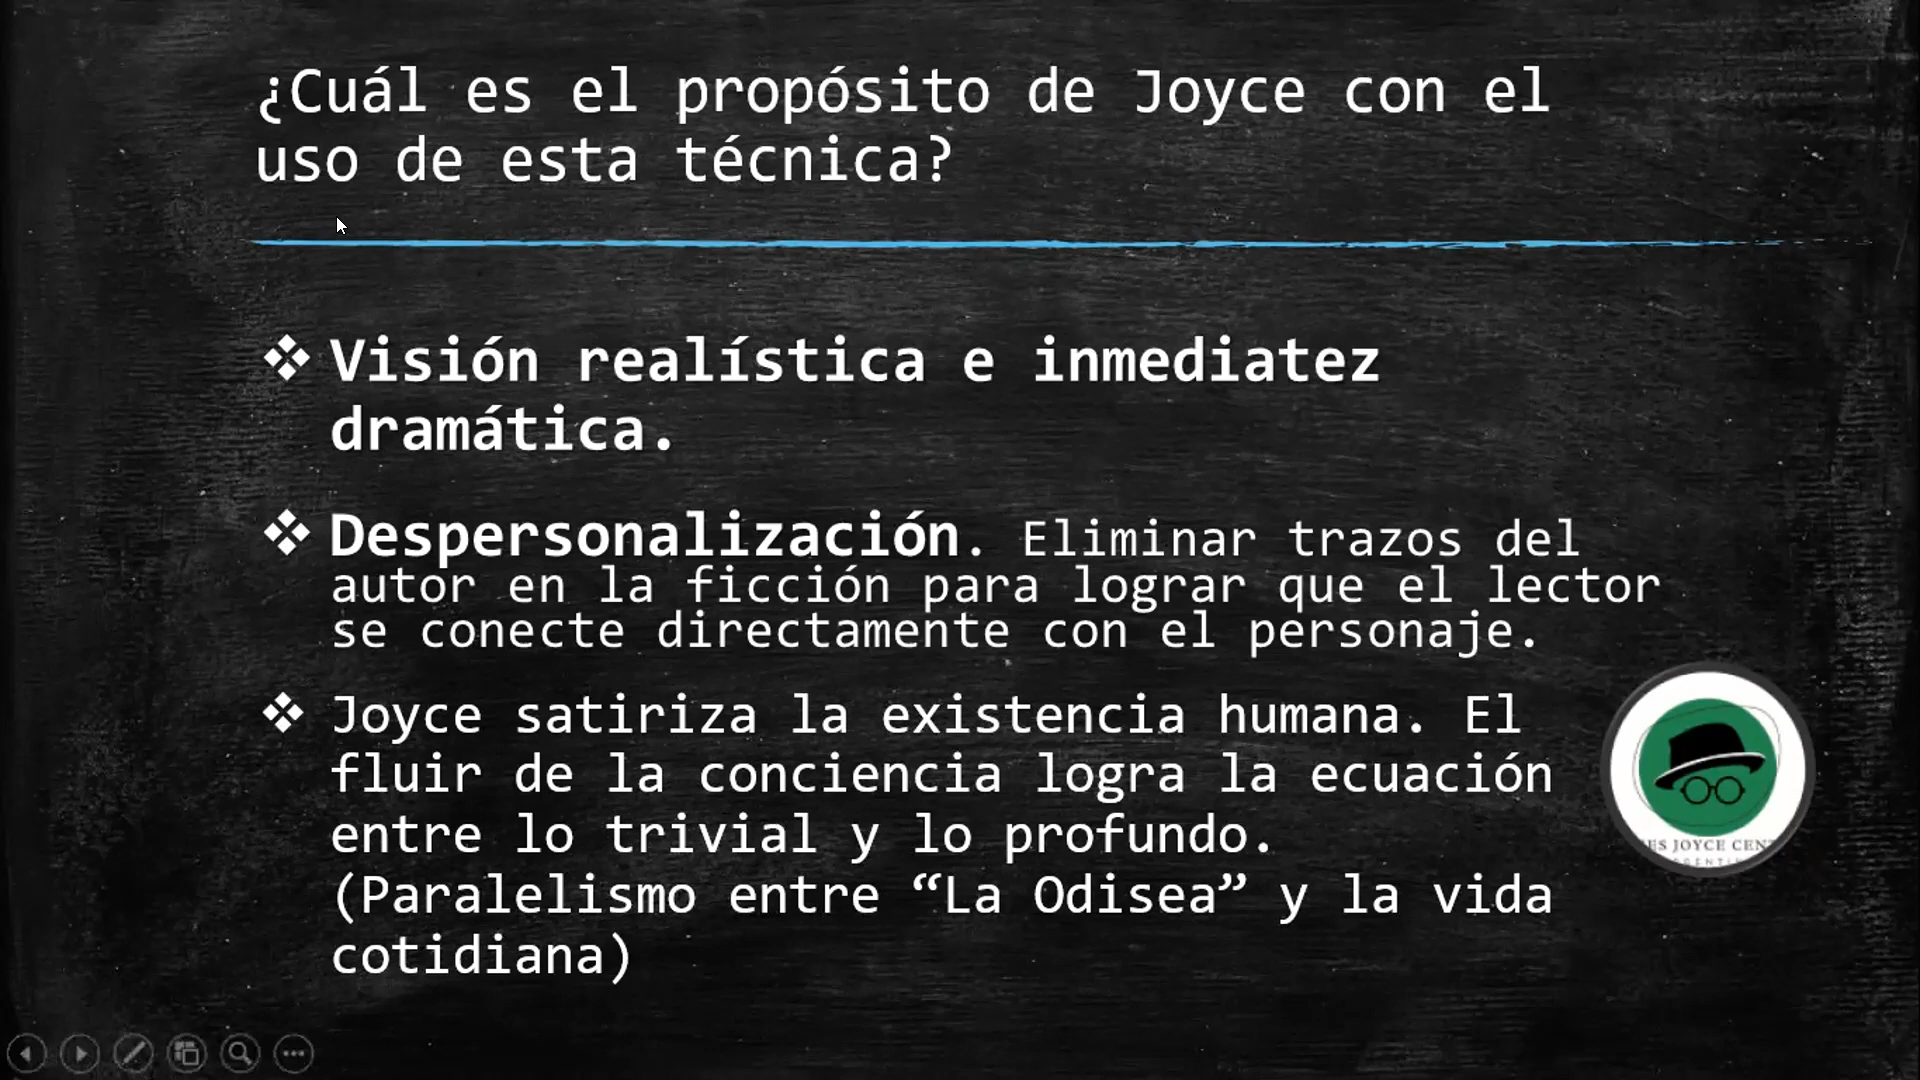 ¿Cuál es el propósito de Joyce con el
uso de esta técnica?
❖ Visión realística e inmediatez
dramática.
❖ Despersonalización. Eliminar trazos del
autor en la ficción para lograr que el lector
se conecte directamente con el personaje.
❖ Joyce satiriza la existencia humana. El
fluir de la conciencia logra la ecuación
entre lo trivial y lo profundo.
(Paralelismo entre “La Odisea” y la vida
cotidiana)
JOYCE